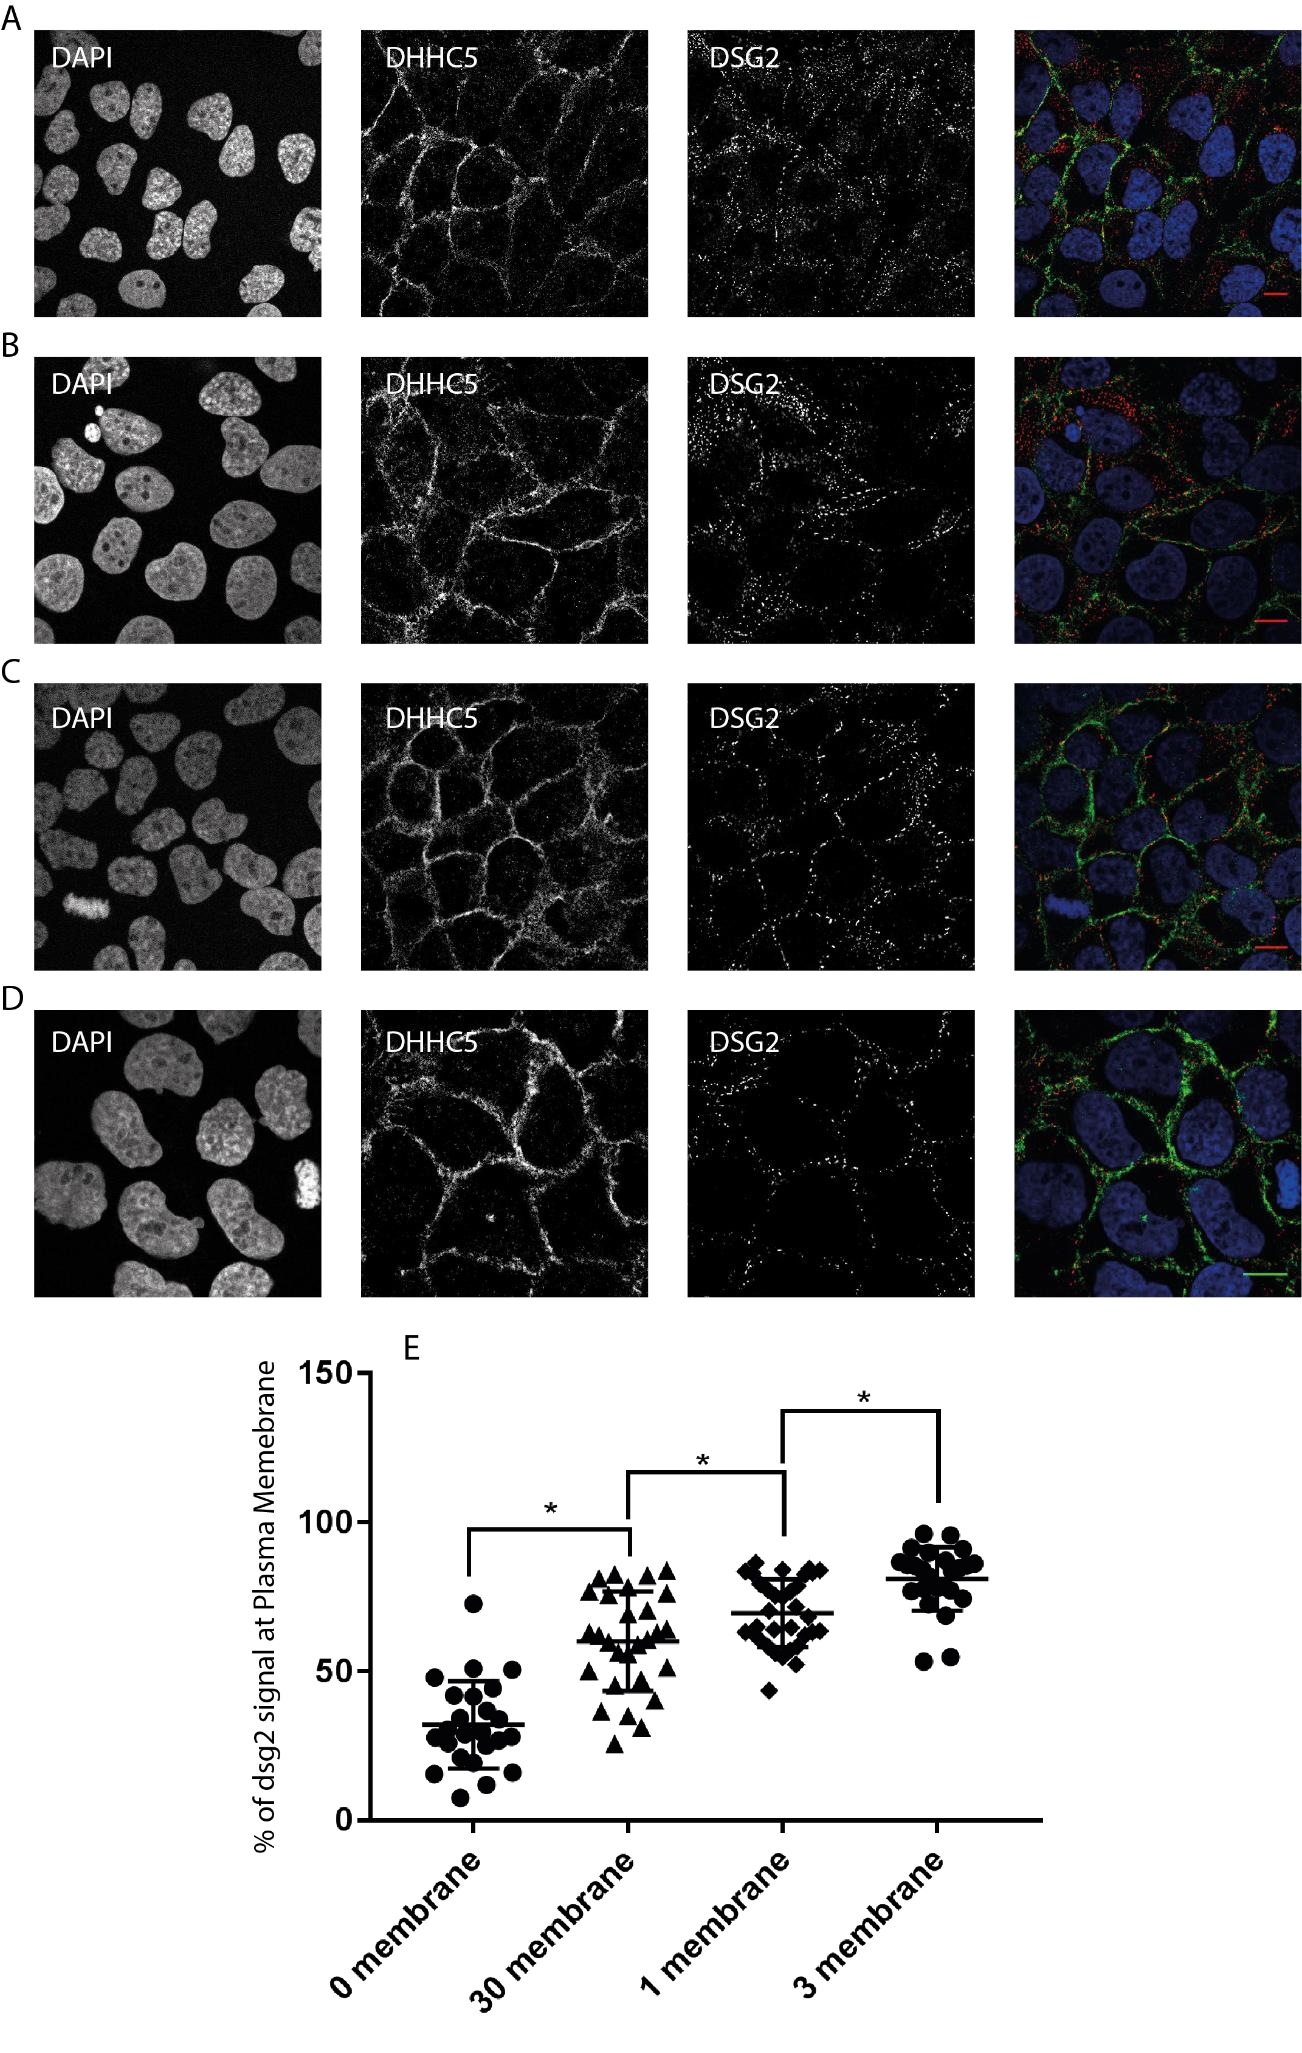 A
DAPI
DHHC5
DSG2
B
DAPI
DHHC5
DSG2
C
DAPI
DHHC5
DSG2
D
DAPI
DHHC5
DSG2
E
% of dsg2 signal at Plasma Memebrane
150
100
50
0
*
*
*
0 membrane
30 membrane
1 membrane
3 membrane